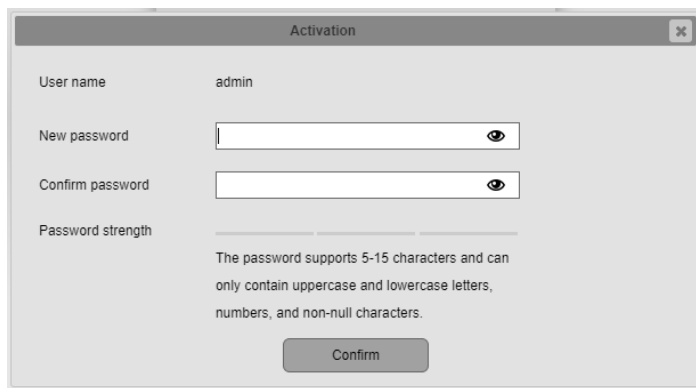 Activation
User name admin
New password
Confirm password
Password strength
The password supports 5-15 characters and can
only contain uppercase and lowercase letters,
numbers, and non-null characters.
Confirm